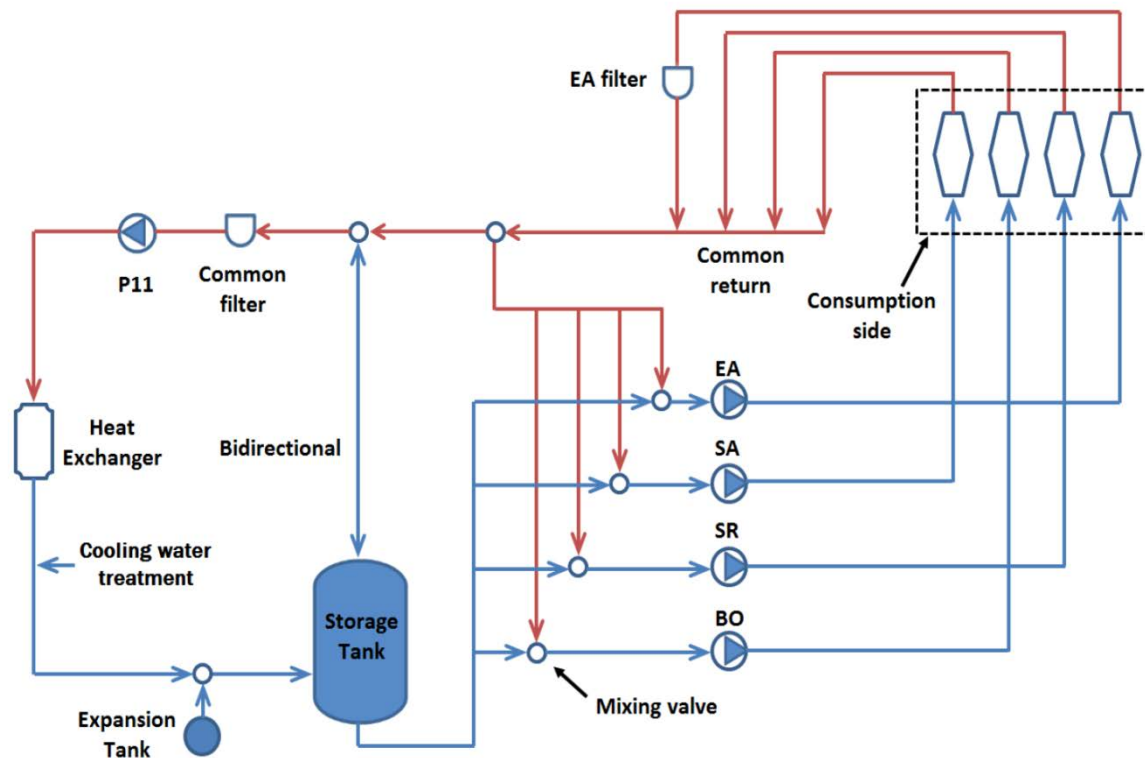 EA filter
P11
Common
filter
Common
return
Consumption
side
Heat
Exchanger
Bidirectional
EA
SA
Cooling water
treatment
SR
Storage
Tank
BO
Mixing valve
Expansion
Tank